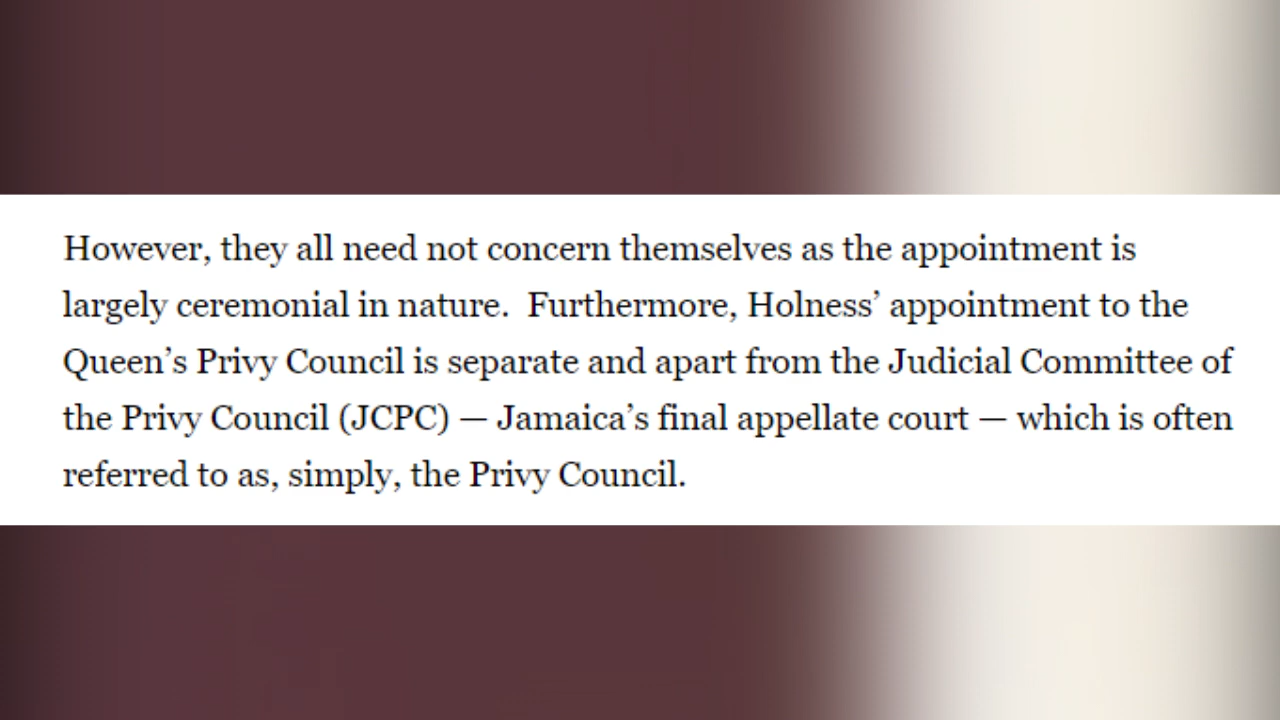 However, they all need not concern themselves as the appointment is
largely ceremonial in nature.  Furthermore, Holness’ appointment to the
Queen’s Privy Council is separate and apart from the Judicial Committee of
the Privy Council (JCPC) — Jamaica’s final appellate court — which is often
referred to as, simply, the Privy Council.